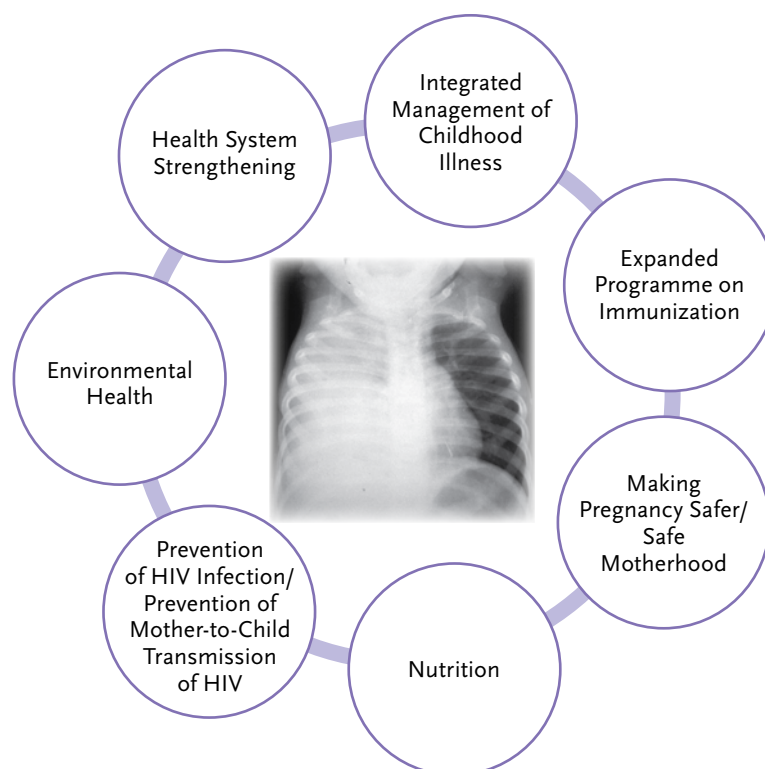 Integrated
Management of
Childhood
Illness
Expanded
Programme on
Immunization
Making
Pregnancy Safer/
Safe
Motherhood
Nutrition
Prevention
of HIV Infection/
Prevention of
Mother-to-Child
Transmission
of HIV
Environmental
Health
Health System
Strengthening